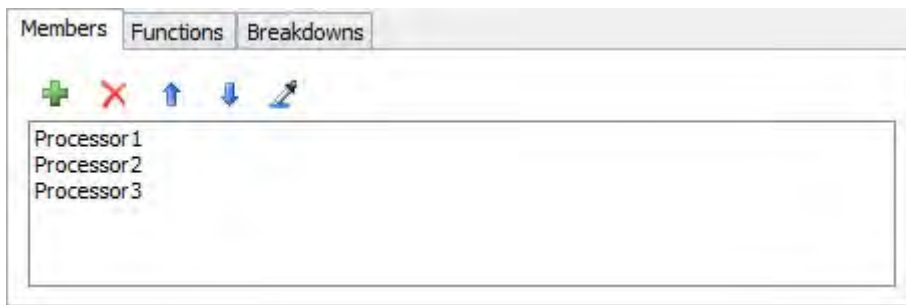 Members Functions Breakdowns
Processor1
Processor2
Processor3